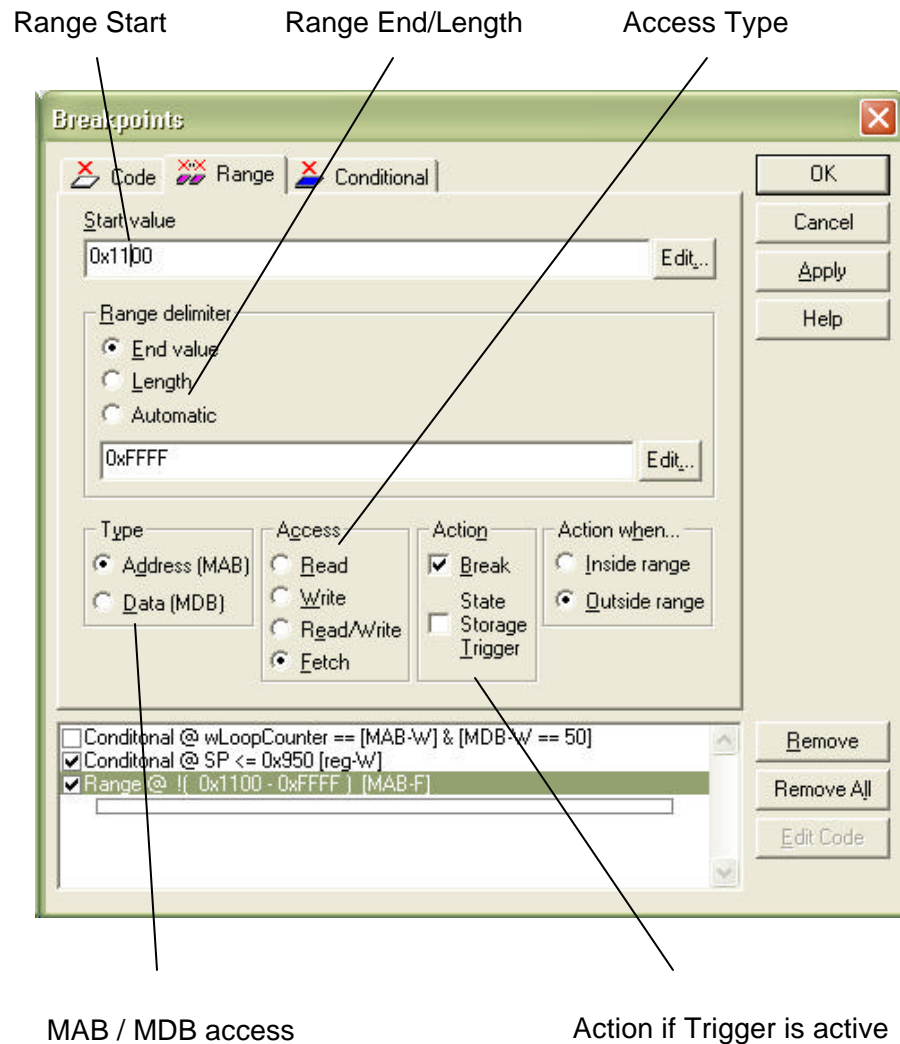 Range Start Range End/Length Access Type
Breakpoints
Code Range Conditional
OK
Start value
Cancel
0x1100 Edit...
Apply
Range delimiter
Help
End value
Length
Automatic
0xFFFF Edit...
Type Access Action Action when...
Address (MAB) Read Break Inside range
Data (MDB) Write State Outside range
Read/Write Storage
Fetch Trigger
Conditonal @ wLoopCounter == [MAB-W] & [MDB-W == 50]
Remove
Conditonal @ SP <= 0x950 [reg-W]
Range @ !( 0x1100 - 0xFFFF ) [MAB-F]
Remove All
Edit Code
MAB / MDB access Action if Trigger is active